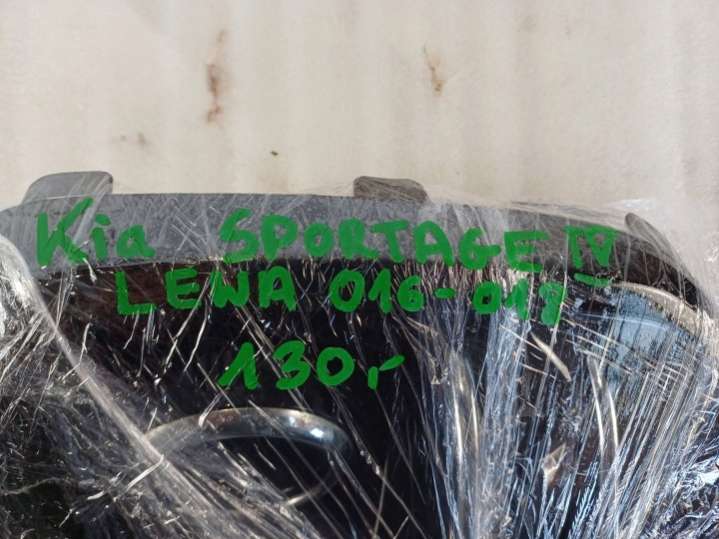 Kia SPORTAGE IV
LEWA 016-018
130,-